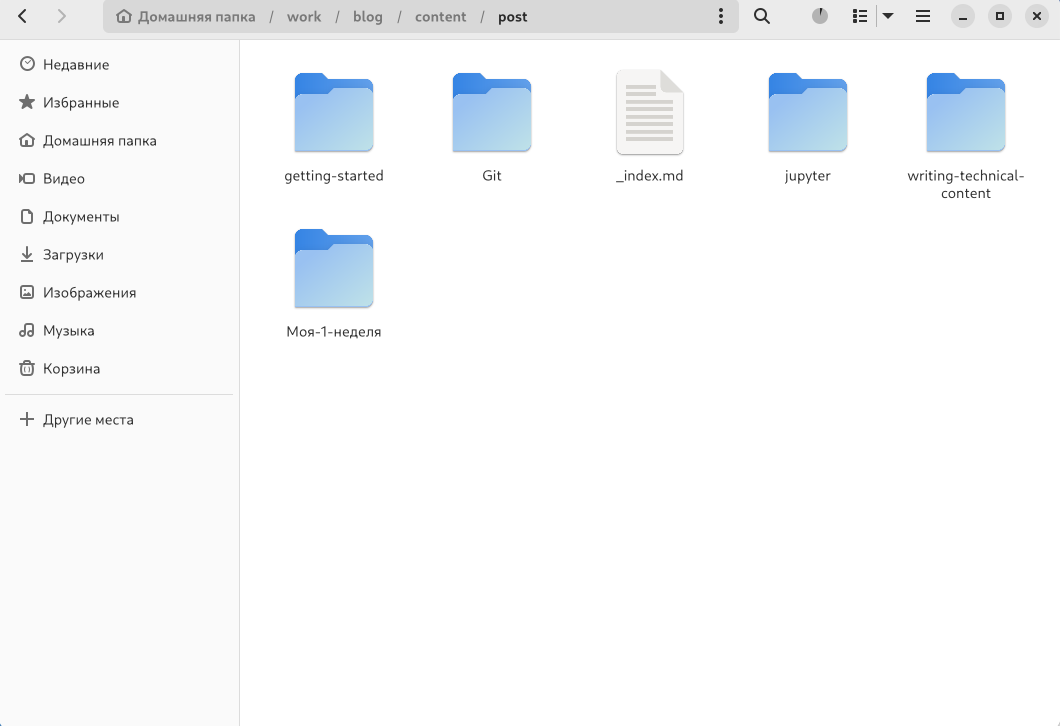 Домашняя папка / work / blog / content / post
Недавние
Избранные
Домашняя папка
Видео
Документы
Загрузки
Изображения
Музыка
Корзина
Другие места
getting-started
Git
_index.md
jupyter
writing-technical-
content
Моя-1-неделя